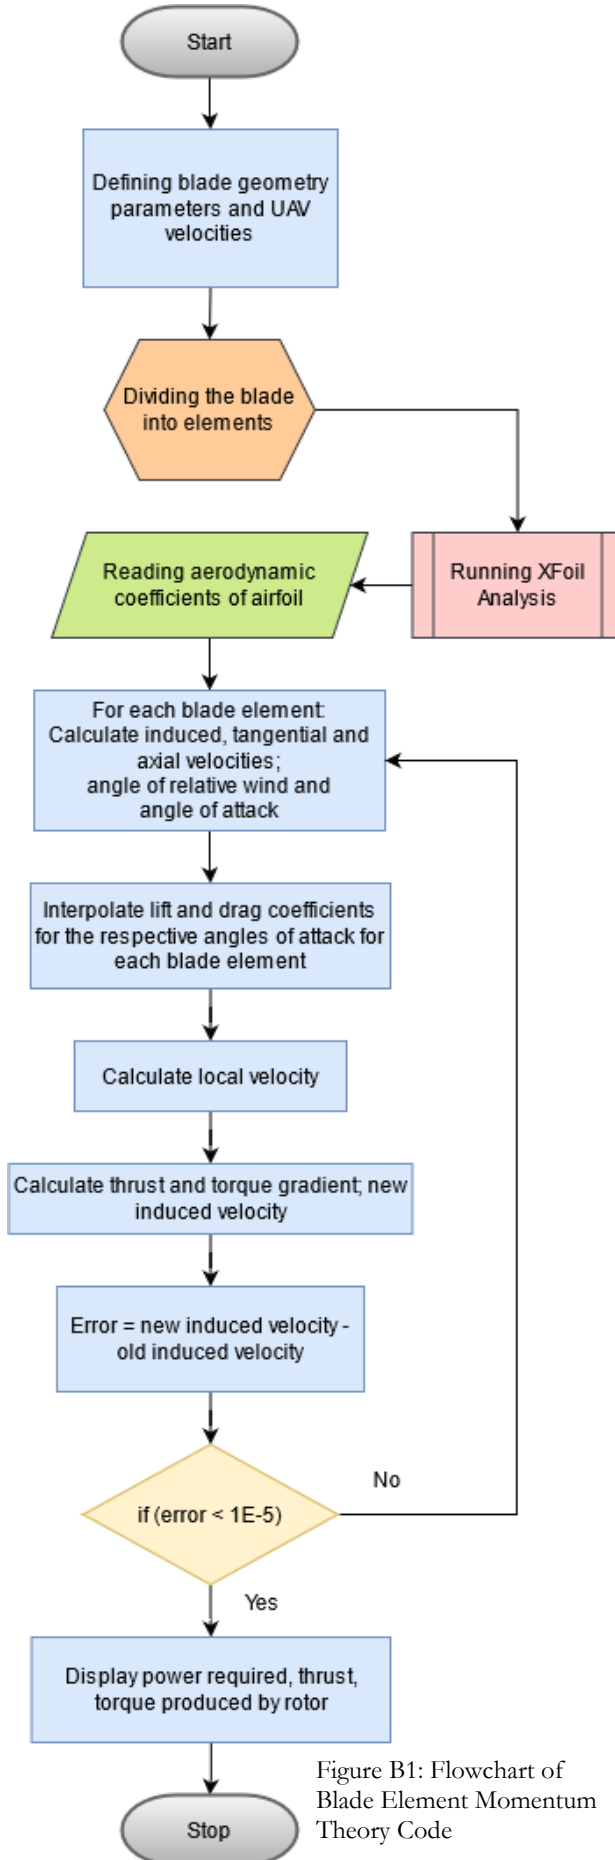 Start
Defining blade geometry
parameters and UAV
velocities
Dividing the blade
into elements
Running XFoil
Analysis
Reading aerodynamic
coefficients of airfoil
For each blade element:
Calculate induced, tangential and
axial velocities;
angle of relative wind and
angle of attack
Interpolate lift and drag coefficients
for the respective angles of attack for
each blade element
Calculate local velocity
Calculate thrust and torque gradient; new
induced velocity
Error = new induced velocity -
old induced velocity
if (error < 1E-5)
No
Yes
Display power required, thrust,
torque produced by rotor
Stop
Figure B1: Flowchart of
Blade Element Momentum
Theory Code